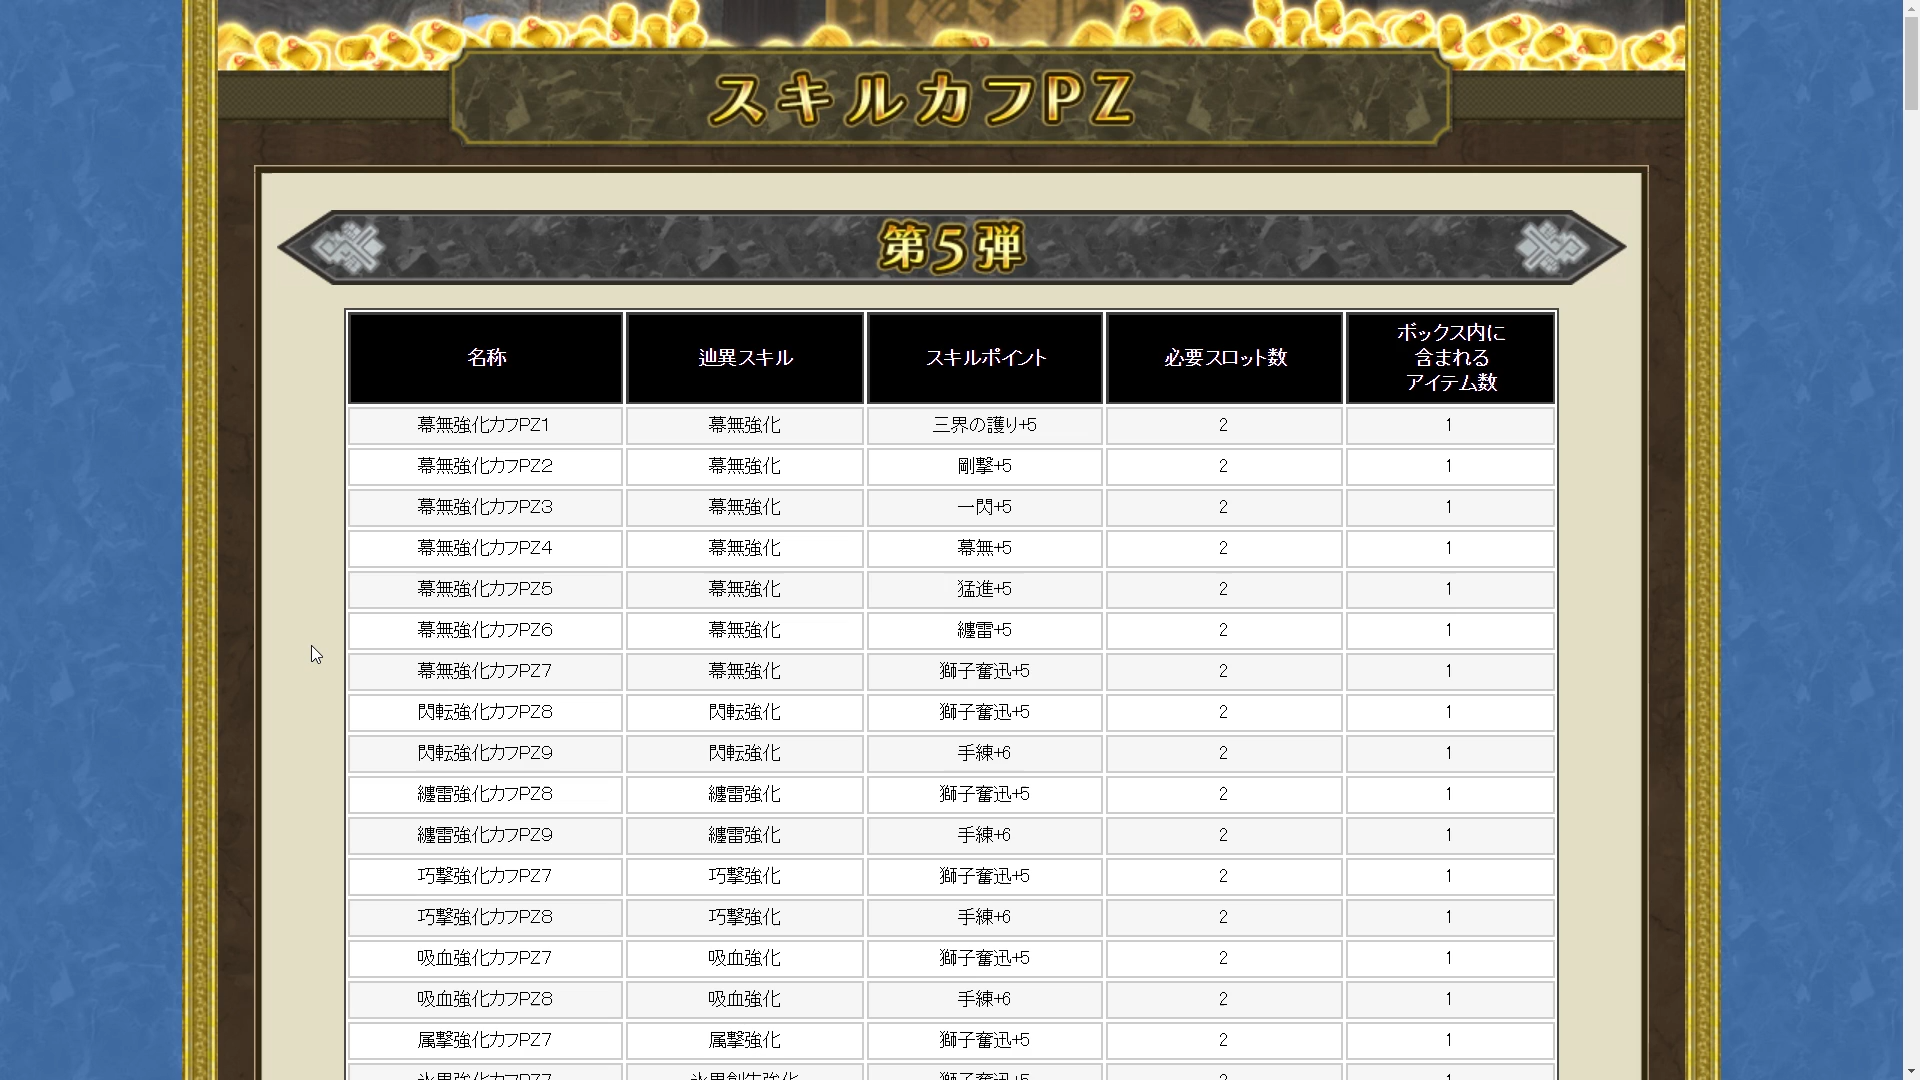 スキルカフPZ
第5弾
名称 辿異スキル スキルポイント 必要スロット数 ボックス内に
含まれる
アイテム数
幕無強化カフPZ1 幕無強化 三界の護り+5 2 1
幕無強化カフPZ2 幕無強化 剛撃+5 2 1
幕無強化カフPZ3 幕無強化 一閃+5 2 1
幕無強化カフPZ4 幕無強化 幕無+5 2 1
幕無強化カフPZ5 幕無強化 猛進+5 2 1
幕無強化カフPZ6 幕無強化 纏雷+5 2 1
幕無強化カフPZ7 幕無強化 獅子奮迅+5 2 1
閃転強化カフPZ8 閃転強化 獅子奮迅+5 2 1
閃転強化カフPZ9 閃転強化 手練+6 2 1
纏雷強化カフPZ8 纏雷強化 獅子奮迅+5 2 1
纏雷強化カフPZ9 纏雷強化 手練+6 2 1
巧撃強化カフPZ7 巧撃強化 獅子奮迅+5 2 1
巧撃強化カフPZ8 巧撃強化 手練+6 2 1
吸血強化カフPZ7 吸血強化 獅子奮迅+5 2 1
吸血強化カフPZ8 吸血強化 手練+6 2 1
属撃強化カフPZ7 属撃強化 獅子奮迅+5 2 1